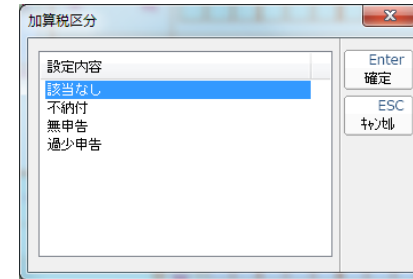 加算税区分
設定内容
該当なし
不納付
無申告
過少申告
Enter
確定
ESC
ｷｬﾝｾﾙ